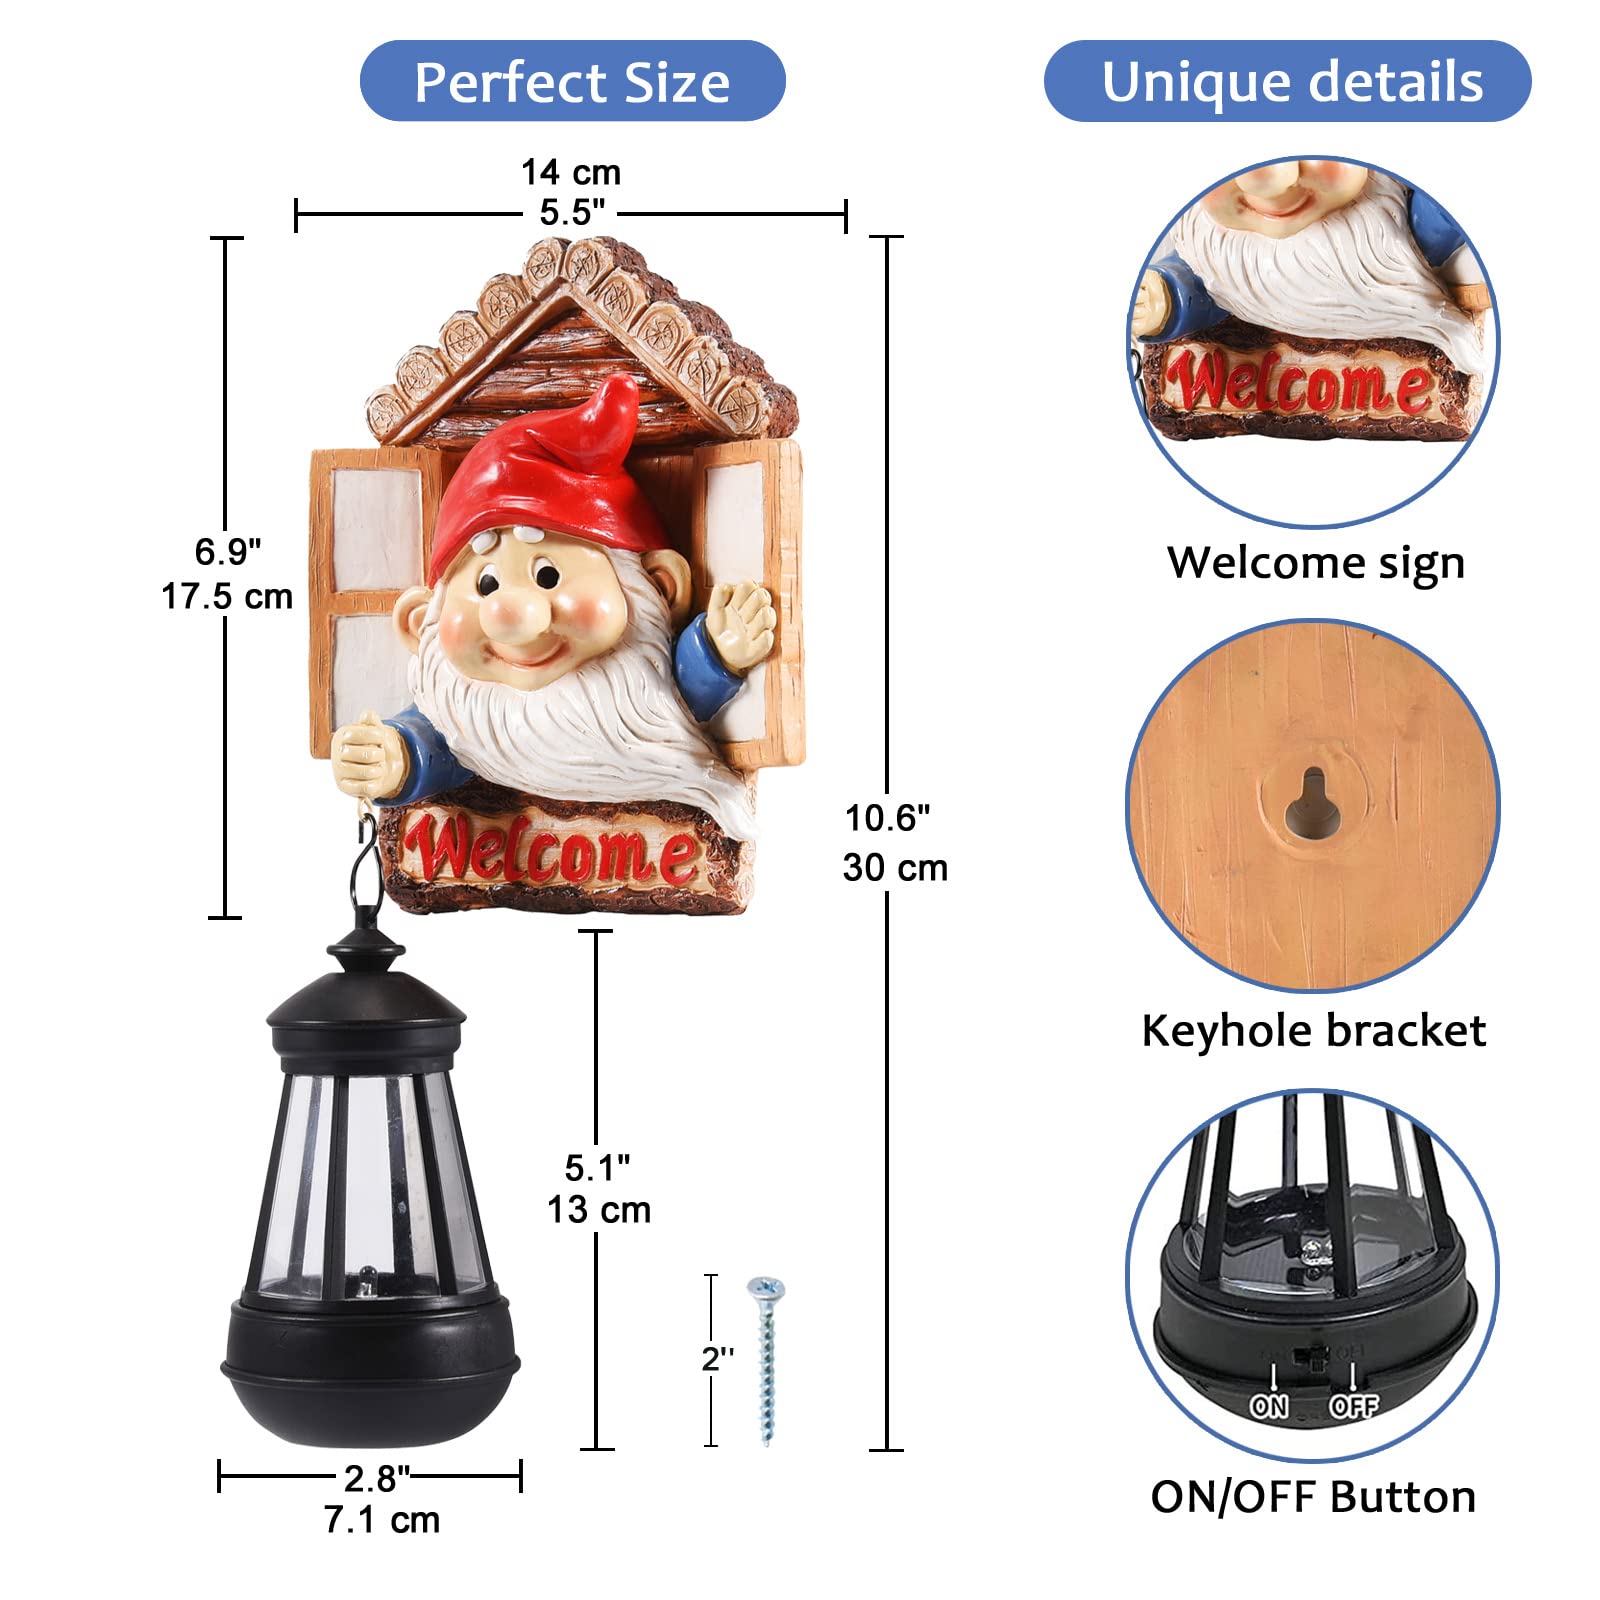 Perfect Size
Unique details
14 cm
5.5"
6.9"
17.5 cm
Welcome
10.6"
30 cm
5.1"
13 cm
2''
2.8"
7.1 cm
Welcome
Welcome sign
Keyhole bracket
OFF
ON OFF
ON/OFF Button